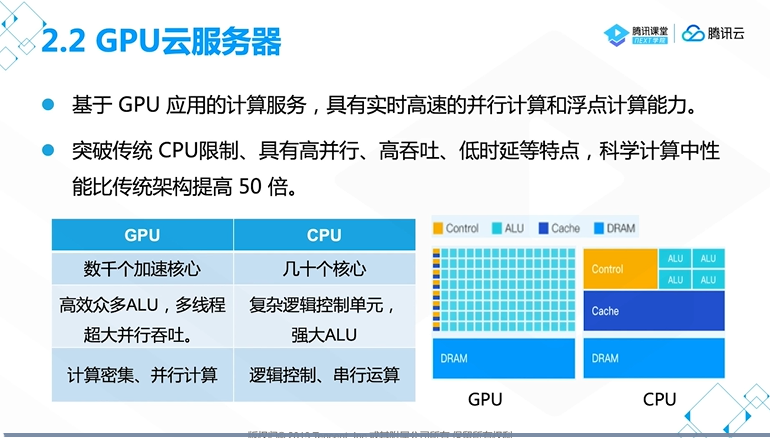 2.2 GPU云服务器
腾讯课堂
NEXT学院
腾讯云
基于 GPU 应用的计算服务，具有实时高速的并行计算和浮点计算能力。
突破传统 CPU限制、具有高并行、高吞吐、低时延等特点，科学计算中性
能比传统架构提高 50 倍。
GPU CPU
数千个加速核心 几十个核心
高效众多ALU，多线程 复杂逻辑控制单元，
超大并行吞吐。 强大ALU
计算密集、并行计算 逻辑控制、串行运算
Control ALU Cache DRAM
Control ALU ALU
ALU ALU
Cache
DRAM DRAM
GPU CPU